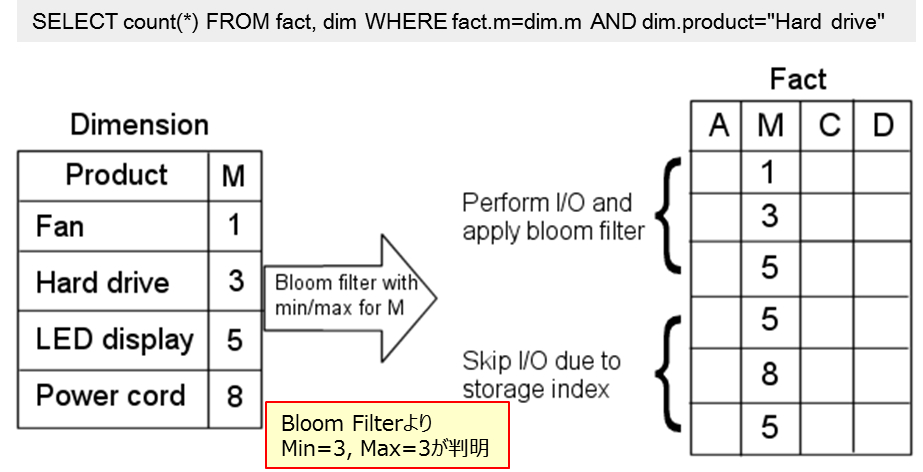 SELECT count(*) FROM fact, dim WHERE fact.m=dim.m AND dim.product="Hard drive"
Dimension
Product M
Fan 1
Hard drive 3
LED display 5
Power cord 8
Bloom filter with
min/max for M
Bloom Filterより
Min=3, Max=3が判明
Perform I/O and
apply bloom filter
Skip I/O due to
storage index
Fact
A M C D
1
3
5
5
8
5